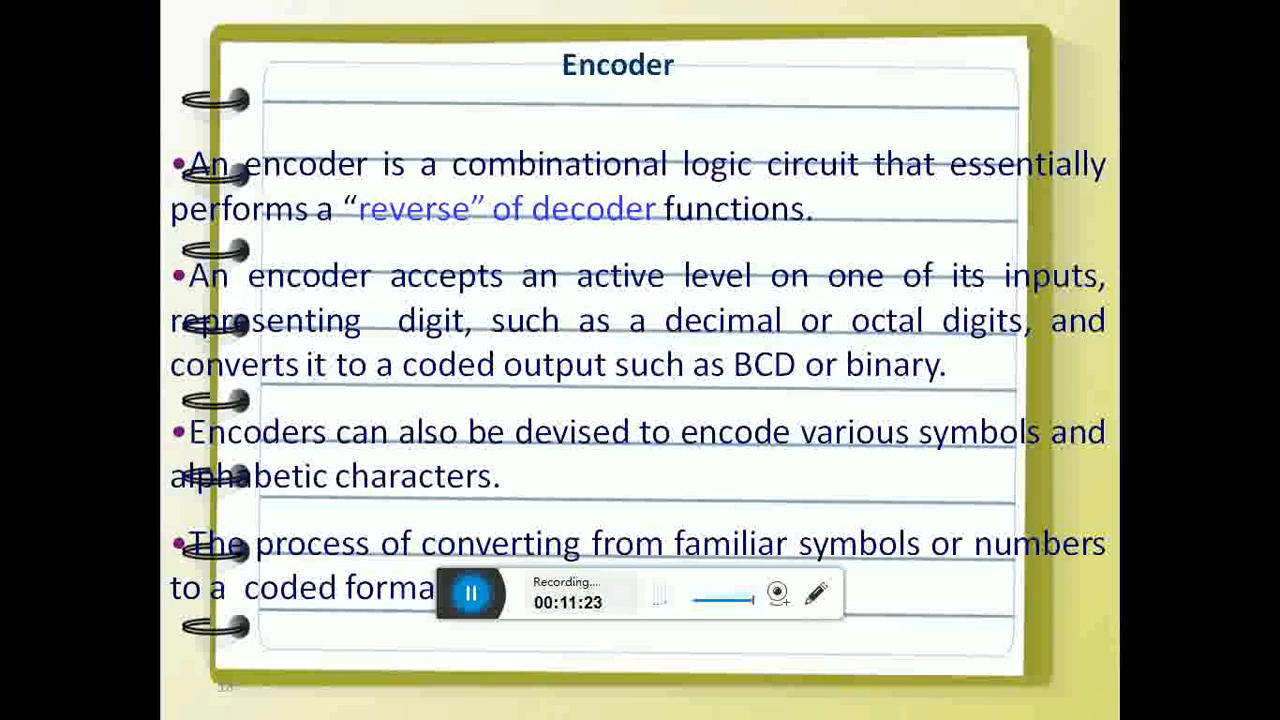 Encoder
•An encoder is a combinational logic circuit that essentially
performs a “reverse” of decoder functions.
•An encoder accepts an active level on one of its inputs,
representing digit, such as a decimal or octal digits, and
converts it to a coded output such as BCD or binary.
•Encoders can also be devised to encode various symbols and
alphabetic characters.
•The process of converting from familiar symbols or numbers
to a coded forma
Recording....
00:11:23